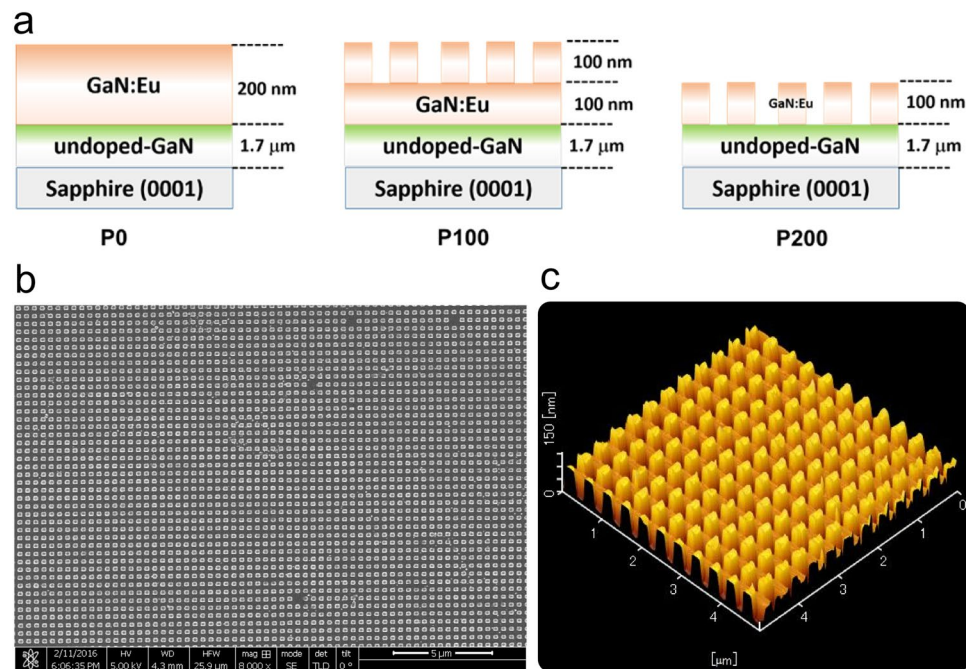 a
GaN:Eu
200 nm
undoped-GaN
1.7 μm
Sapphire (0001)
P0
100 nm
GaN:Eu
100 nm
undoped-GaN
1.7 μm
Sapphire (0001)
P100
GaN:Eu
100 nm
undoped-GaN
1.7 μm
Sapphire (0001)
P200
b
2/11/2016 HV WD HFW mag ⊞ mode det tilt
6:06:35 PM 5.00 kV 4.3 mm 25.9 μm 8 000 x SE TLD 0 °
5 μm
c
150 [nm]
0
1
2
3
4
[μm]
0
1
2
3
4